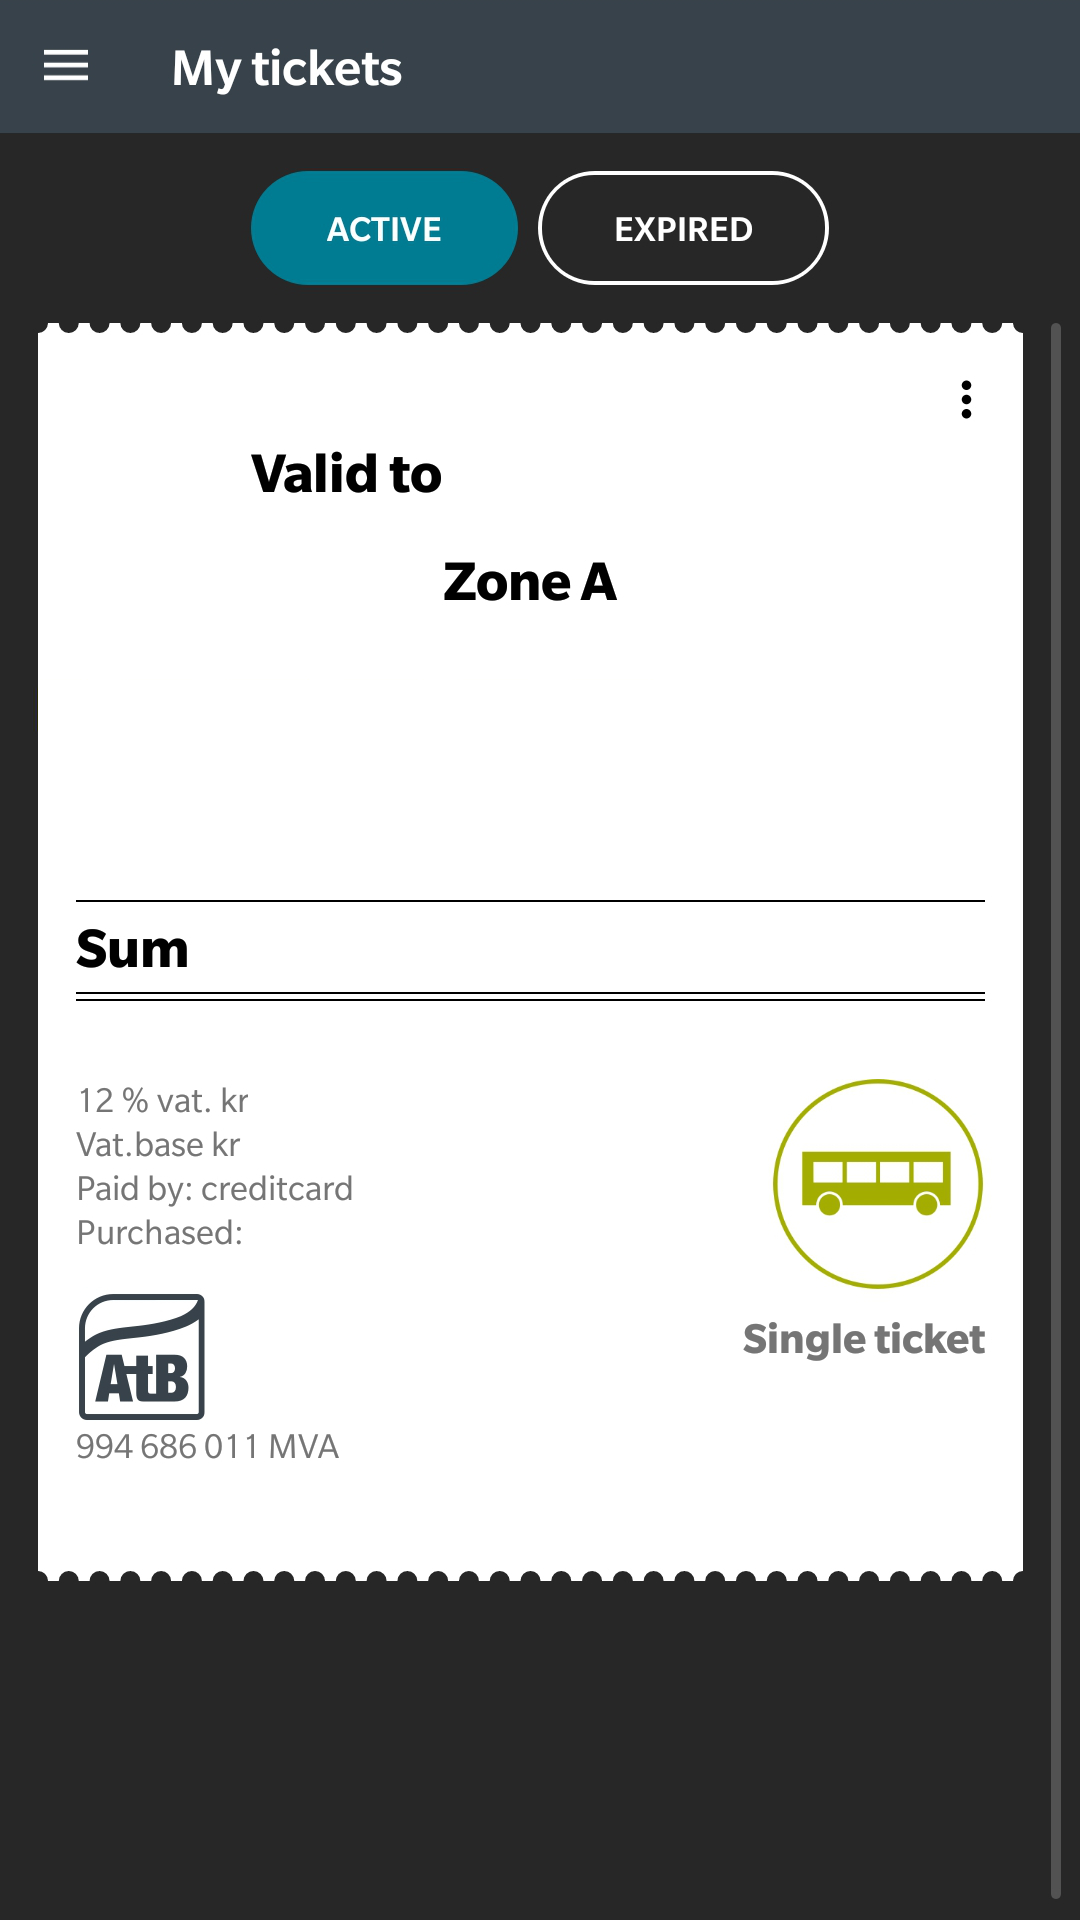 My tickets
ACTIVE EXPIRED
Valid to
Zone A
Sum
12 % vat. kr
Vat.base kr
Paid by: creditcard
Purchased:
AtB
Single ticket
994 686 011 MVA